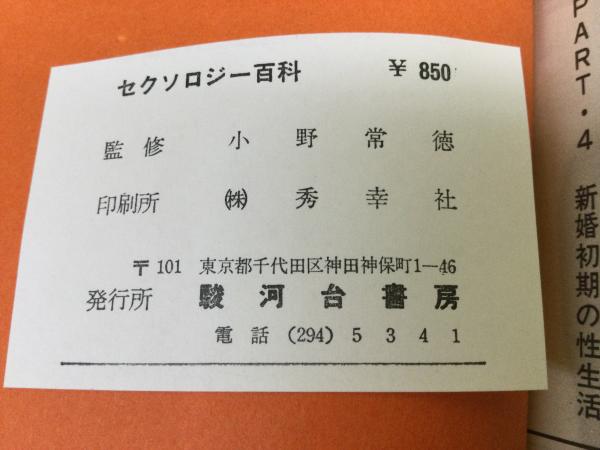 セクソロジー百科 ¥ 850
監修 小野常徳
印刷所 ㈱ 秀幸社
〒101 東京都千代田区神田神保町1—46
発行所 駿河台書房
電話 (294) 5341
PART・4 新婚初期の性生活